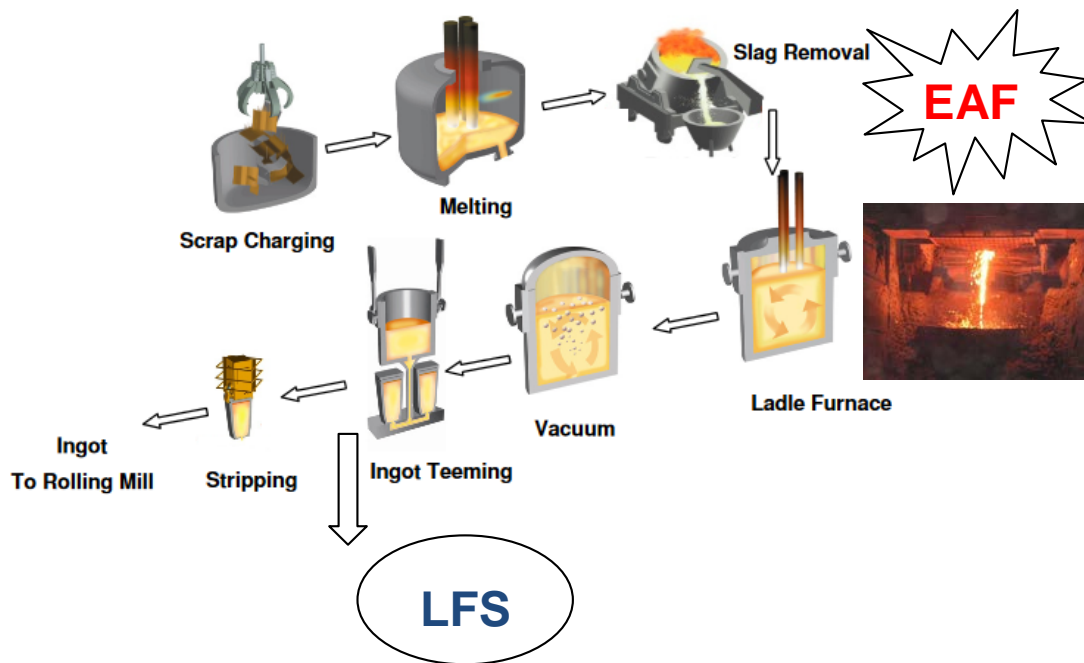 Slag Removal
EAF
Melting
Scrap Charging
Ladle Furnace
Vacuum
Ingot Teeming
Stripping
Ingot
To Rolling Mill
LFS